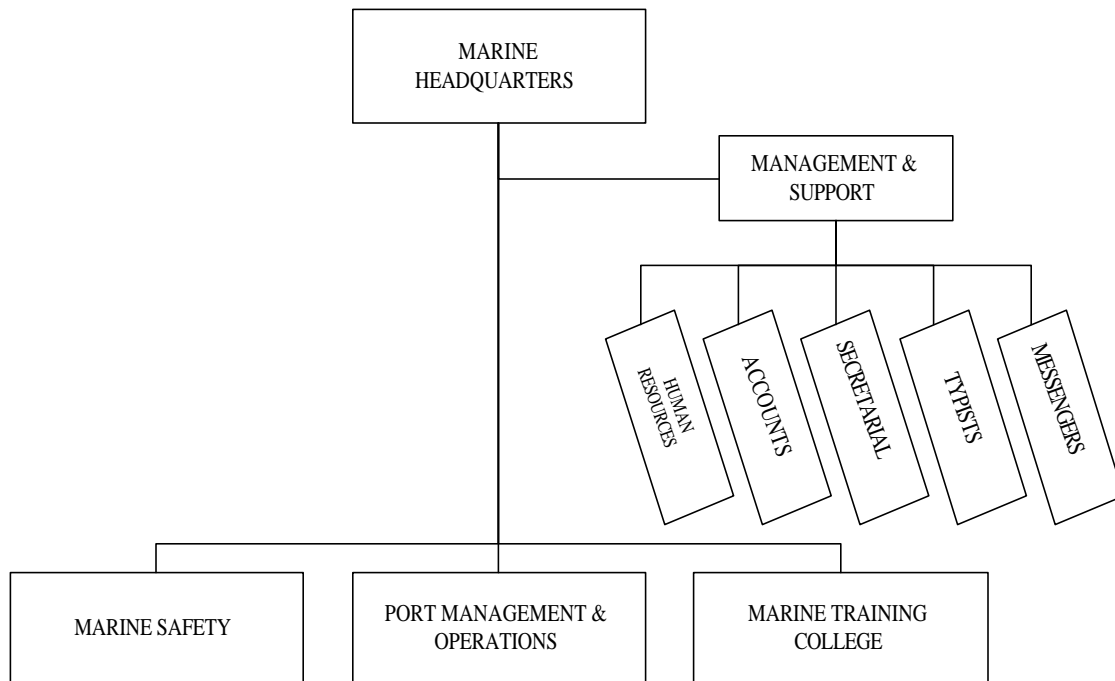 MARINE
HEADQUARTERS
MANAGEMENT &
SUPPORT
HUMAN
RESOURCES
ACCOUNTS
SECRETARIAL
TYPISTS
MESSENGERS
MARINE SAFETY
PORT MANAGEMENT &
OPERATIONS
MARINE TRAINING
COLLEGE